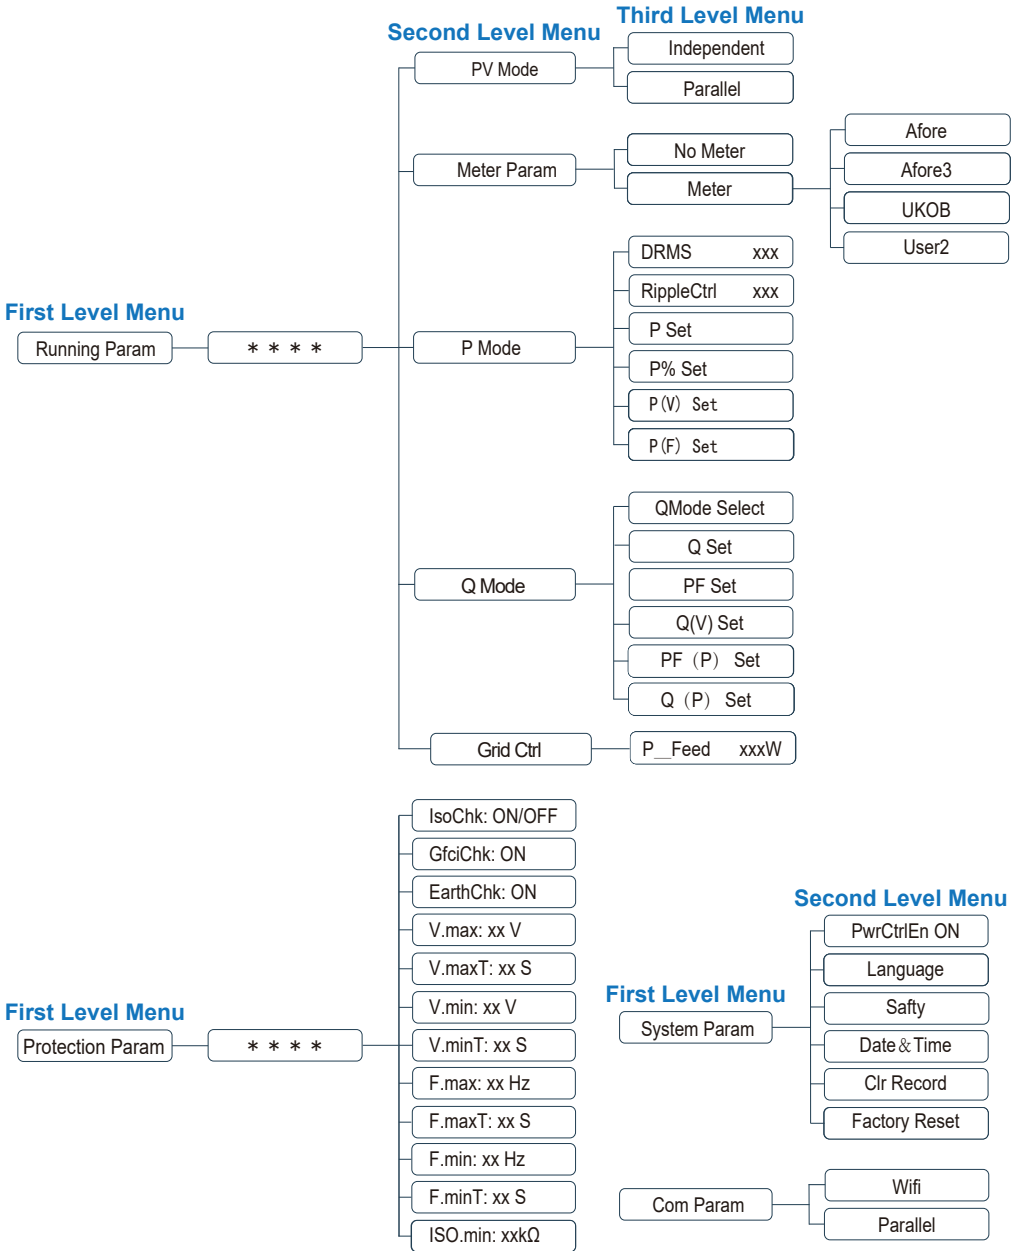 Third Level Menu
Second Level Menu
Independent
PV Mode
Parallel
Afore
No Meter
Meter Param
Afore3
Meter
UKOB
User2
DRMS xxx
RippleCtrl xxx
First Level Menu
P Set
Running Param
* * * *
P Mode
P% Set
P(V) Set
P(F) Set
QMode Select
Q Set
Q Mode
PF Set
Q(V) Set
PF（P） Set
Q（P） Set
Grid Ctrl
P__Feed xxxW
IsoChk: ON/OFF
GfciChk: ON
EarthChk: ON
V.max: xx V
V.maxT: xx S
First Level Menu
V.min: xx V
Protection Param
* * * *
V.minT: xx S
F.max: xx Hz
F.maxT: xx S
F.min: xx Hz
F.minT: xx S
ISO.min: xxkΩ
Second Level Menu
PwrCtrlEn ON
Language
First Level Menu
Safty
System Param
Date&Time
Clr Record
Factory Reset
Wifi
Com Param
Parallel